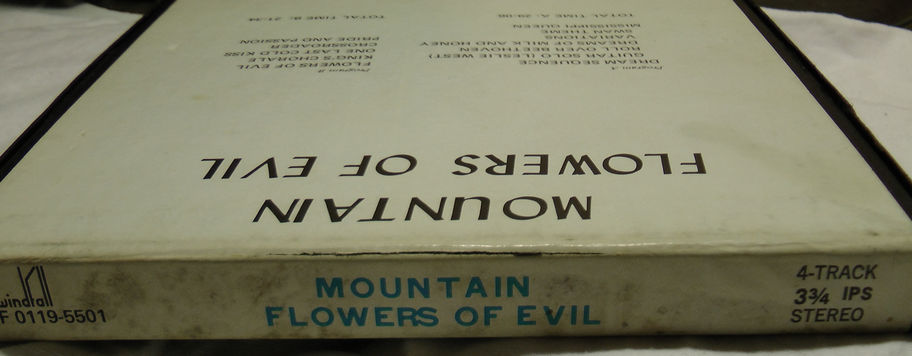 MOUNTAIN
FLOWERS OF EVIL
Program A
DREAM SEQUENCE
GUITAR SOLO (LESLIE WEST)
ROLL OVER BEETHOVEN
DREAMS OF MILK AND HONEY
VARIATIONS
SWAN THEME
MISSISSIPPI QUEEN
TOTAL TIME A: 25:08
Program B
FLOWERS OF EVIL
KING'S CHORALE
ONE LAST COLD KISS
CROSSROADER
PRIDE AND PASSION
TOTAL TIME B: 21:34
windfall
F 0119-5501
MOUNTAIN
FLOWERS OF EVIL
4-TRACK
3¾ IPS
STEREO